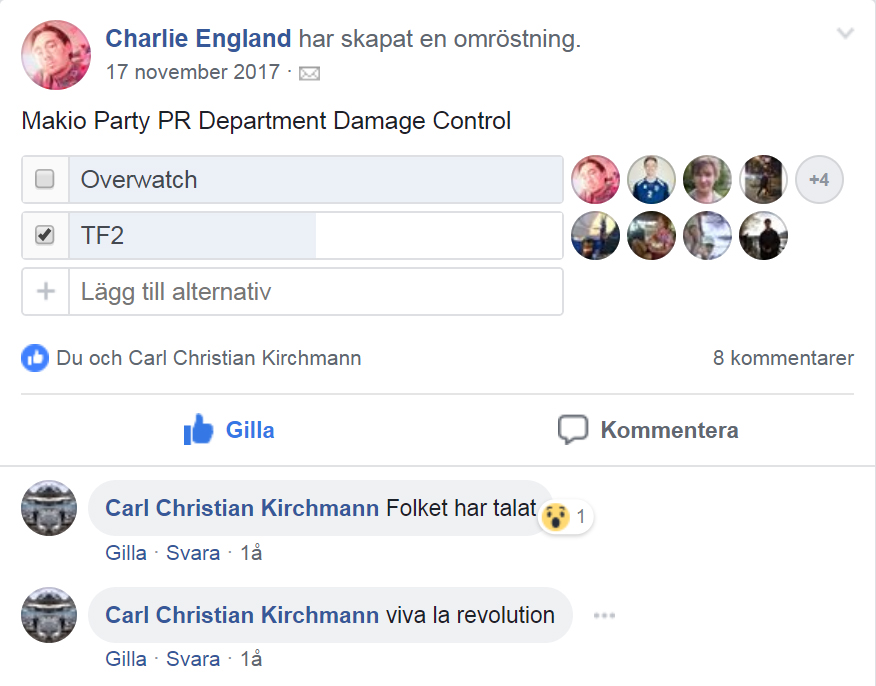 Charlie England har skapat en omröstning.
17 november 2017 ·
Makio Party PR Department Damage Control
Overwatch
+4
TF2
Lägg till alternativ
Du och Carl Christian Kirchmann 8 kommentarer
Gilla Kommentera
Carl Christian Kirchmann Folket har talat 1
Gilla · Svara · 1å
Carl Christian Kirchmann viva la revolution
Gilla · Svara · 1å